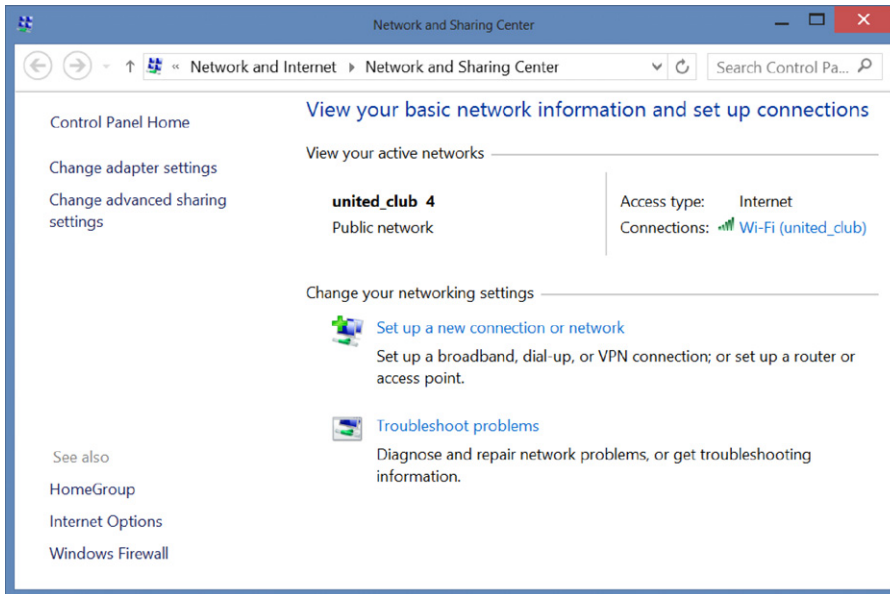 Network and Sharing Center
« Network and Internet ▸ Network and Sharing Center
Search Control Pa...
Control Panel Home
Change adapter settings
Change advanced sharing
settings
See also
HomeGroup
Internet Options
Windows Firewall
View your basic network information and set up connections
View your active networks
united_club 4
Public network
Access type: Internet
Connections: Wi-Fi (united_club)
Change your networking settings
Set up a new connection or network
Set up a broadband, dial-up, or VPN connection; or set up a router or
access point.
Troubleshoot problems
Diagnose and repair network problems, or get troubleshooting
information.